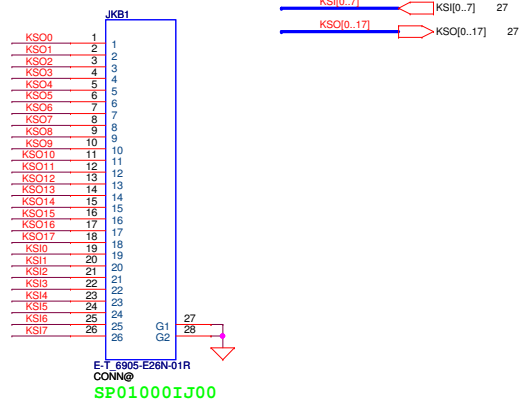 JKB1
KSI[0..7] KSI[0..7] 27
KSO[0..17] KSO[0..17] 27
KSO0 1 1
KSO1 2 2
KSO2 3 3
KSO3 4 4
KSO4 5 5
KSO5 6 6
KSO6 7 7
KSO7 8 8
KSO8 9 9
KSO9 10 10
KSO10 11 11
KSO11 12 12
KSO12 13 13
KSO13 14 14
KSO14 15 15
KSO15 16 16
KSO16 17 17
KSO17 18 18
KSI0 19 19
KSI1 20 20
KSI2 21 21
KSI3 22 22
KSI4 23 23
KSI5 24 24
KSI6 25 25 G1 27
KSI7 26 26 G2 28
E-T_6905-E26N-01R
CONN@
SP01000IJ00